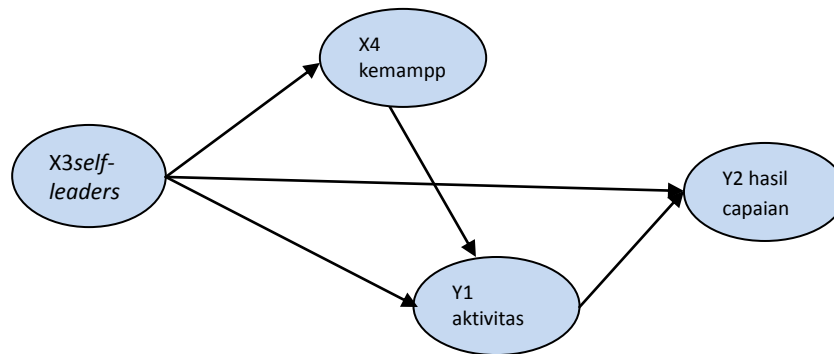 X4
kemampp
X3self-
leaders
Y2 hasil
capaian
Y1
aktivitas